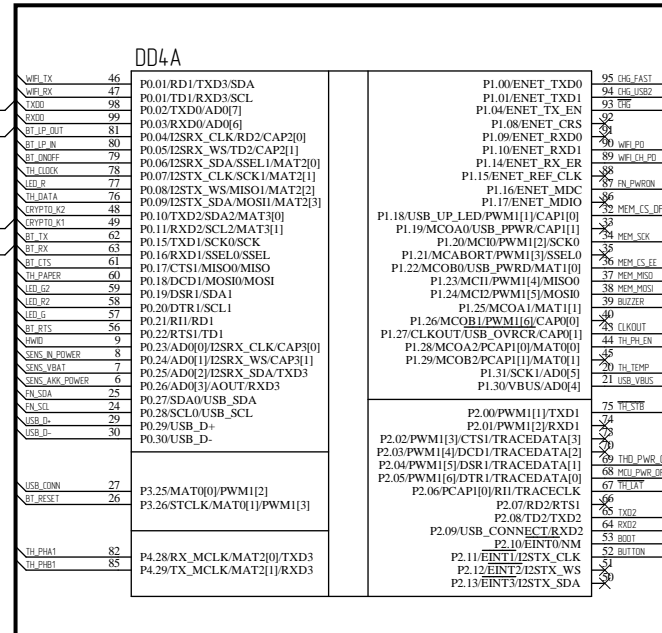 DD4A
WIFI_TX 46 P0.01/RD1/TXD3/SDA
WIFI_RX 47 P0.01/TD1/RXD3/SCL
TXD0 98 P0.02/TXD0/AD0[7]
RXD0 99 P0.03/RXD0/AD0[6]
BT_LP_OUT 81 P0.04/I2SRX_CLK/RD2/CAP2[0]
BT_LP_IN 80 P0.05/I2SRX_WS/TD2/CAP2[1]
BT_ONOFF 79 P0.06/I2SRX_SDA/SSEL1/MAT2[0]
TH_CLOCK 78 P0.07/I2STX_CLK/SCK1/MAT2[1]
LED_R 77 P0.08/I2STX_WS/MISO1/MAT2[2]
TH_DATA 76 P0.09/I2STX_SDA/MOSI1/MAT2[3]
CRYPTO_K2 48 P0.10/TXD2/SDA2/MAT3[0]
CRYPTO_K1 49 P0.11/RXD2/SCL2/MAT3[1]
BT_TX 62 P0.15/TXD1/SCK0/SCK
BT_RX 63 P0.16/RXD1/SSEL0/SSEL
BT_CTS 61 P0.17/CTS1/MISO0/MISO
TH_PAPER 60 P0.18/DCD1/MOSI0/MOSI
LED_G2 59 P0.19/DSR1/SDA1
LED_R2 58 P0.20/DTR1/SCL1
LED_G 57 P0.21/RI1/RD1
BT_RTS 56 P0.22/RTS1/TD1
HWID 9 P0.23/AD0[0]/I2SRX_CLK/CAP3[0]
SENS_IN_POWER 8 P0.24/AD0[1]/I2SRX_WS/CAP3[1]
SENS_VBAT 7 P0.25/AD0[2]/I2SRX_SDA/TXD3
SENS_AKK_POWER 6 P0.26/AD0[3]/AOUT/RXD3
FN_SDA 25 P0.27/SDA0/USB_SDA
FN_SCL 24 P0.28/SCL0/USB_SCL
USB_D+ 29 P0.29/USB_D+
USB_D- 30 P0.30/USB_D-
USB_CONN 27 P3.25/MAT0[0]/PWM1[2]
BT_RESET 26 P3.26/STCLK/MAT0[1]/PWM1[3]
TH_PHA1 82 P4.28/RX_MCLK/MAT2[0]/TXD3
TH_PHB1 85 P4.29/TX_MCLK/MAT2[1]/RXD3
P1.00/ENET_TXD0 95 CHG_FAST
P1.01/ENET_TXD1 94 CHG_USB2
P1.04/ENET_TX_EN 93 CHG
P1.08/ENET_CRS 92
P1.09/ENET_RXD0 91
P1.10/ENET_RXD1 90 WIFI_PO
P1.14/ENET_RX_ER 89 WIFI_CH_PD
P1.15/ENET_REF_CLK 88
P1.16/ENET_MDC 87 FN_PWRON
P1.17/ENET_MDIO 86
P1.18/USB_UP_LED/PWM1[1]/CAP1[0] 32
P1.19/MCOA0/USB_PPWR/CAP1[1] 33
P1.20/MCI0/PWM1[2]/SCK0 34 MEM_SCK
P1.21/MCABORT/PWM1[3]/SSEL0 35
P1.22/MCOB0/USB_PWRD/MAT1[0] 36 MEM_CS_EE
P1.23/MCI1/PWM1[4]/MISO0 37 MEM_MISO
P1.24/MCI2/PWM1[5]/MOSI0 38 MEM_MOSI
P1.25/MCOA1/MAT1[1] 39 BUZZER
P1.26/MCOB1/PWM1[6]/CAP0[0] 40
P1.27/CLKOUT/USB_OVRCR/CAP0[1] 43 CLKOUT
P1.28/MCOA2/PCAP1[0]/MAT0[0] 44 TH_PH_EN
P1.29/MCOB2/PCAP1[1]/MAT0[1] 45
P1.31/SCK1/AD0[5] 20 TH_TEMP
P1.30/VBUS/AD0[4] 21 USB_VBUS
P2.00/PWM1[1]/TXD1 75 TH_STB
P2.01/PWM1[2]/RXD1 74
P2.02/PWM1[3]/CTS1/TRACEDATA[3] 73
P2.03/PWM1[4]/DCD1/TRACEDATA[2] 70
P2.04/PWM1[5]/DSR1/TRACEDATA[1] 69
P2.05/PWM1[6]/DTR1/TRACEDATA[0] 68
P2.06/PCAP1[0]/RI1/TRACECLK 67 TH_LAT
P2.07/RD2/RTS1 66
P2.08/TD2/TXD2 65 TXD2
P2.09/USB_CONNECT/RXD2 64 RXD2
P2.10/EINT0/NM 53 BOOT
P2.11/EINT1/I2STX_CLK 52 BUTTON
P2.12/EINT2/I2STX_WS 51
P2.13/EINT3/I2STX_SDA 50